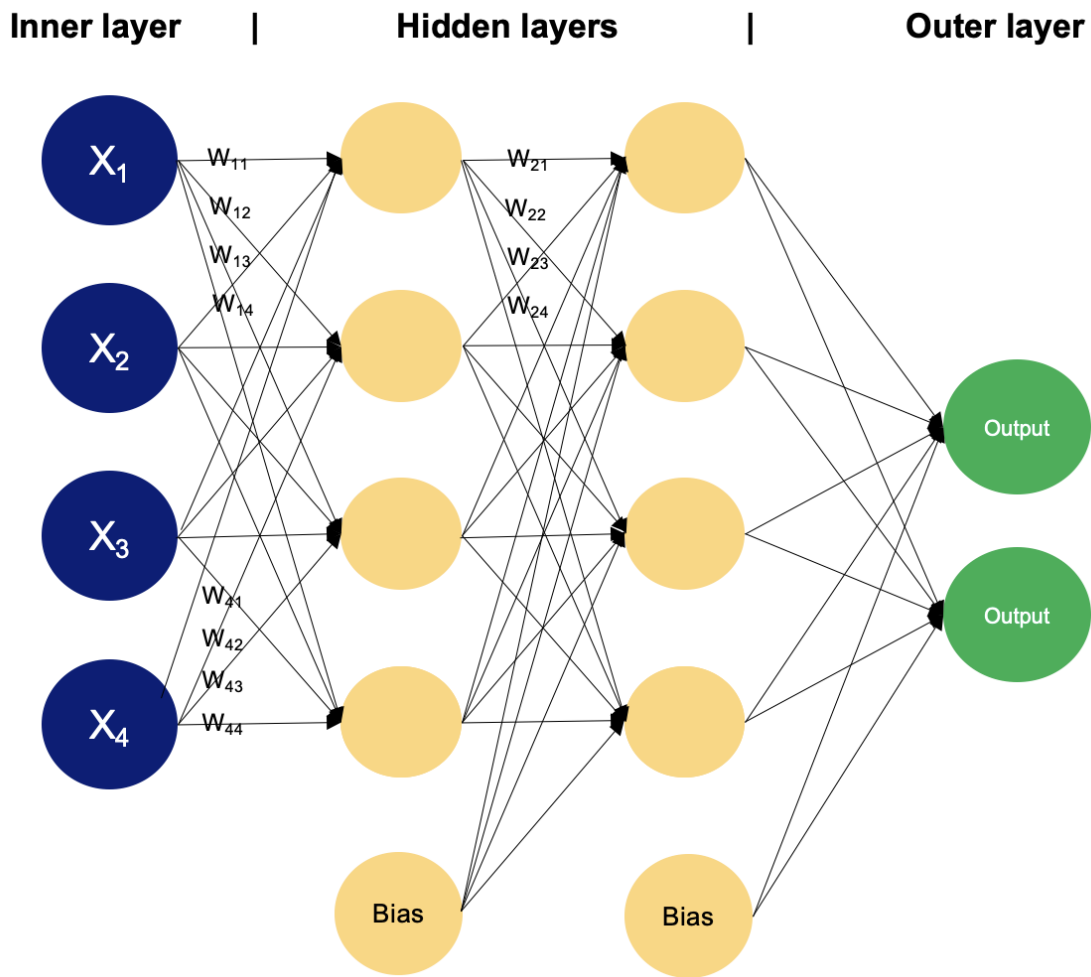 Inner layer | Hidden layers | Outer layer
X₁
W₁₁
W₁₂
W₁₃
W₁₄
W₂₁
W₂₂
W₂₃
W₂₄
X₂
X₃
W₄₁
W₄₂
W₄₃
W₄₄
X₄
Output
Output
Bias
Bias